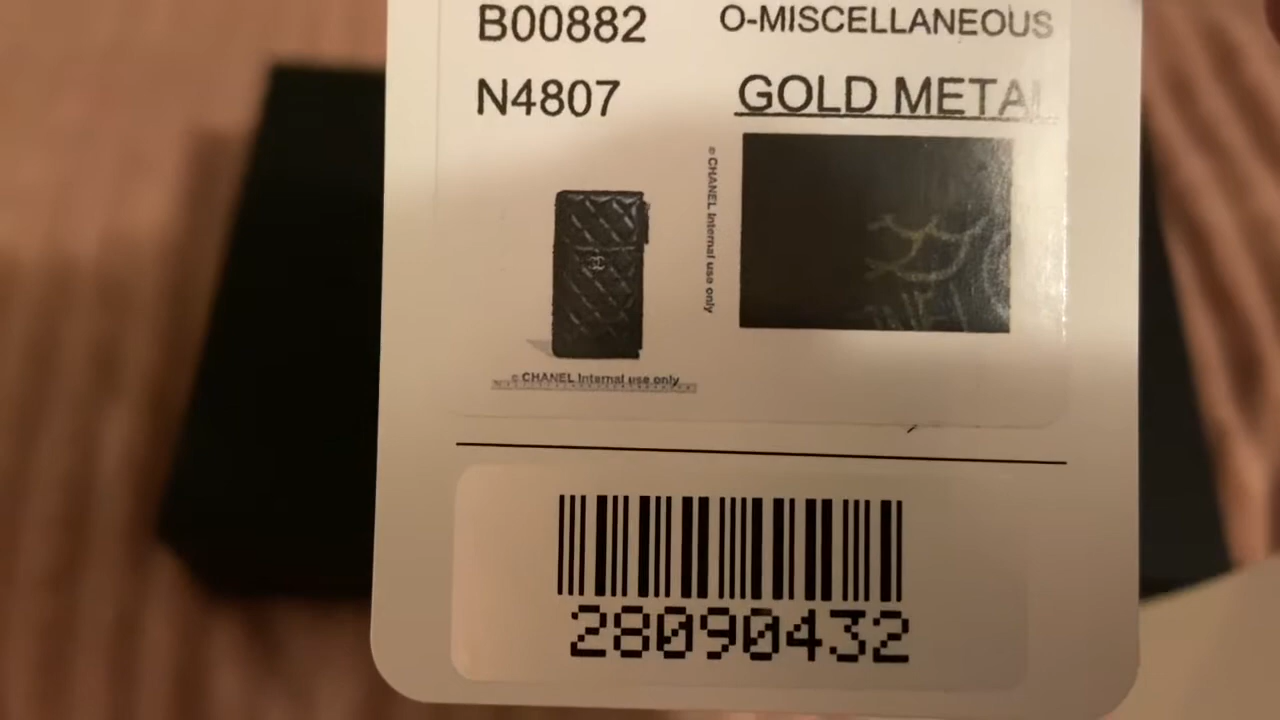 B00882 O-MISCELLANEOUS
N4807 GOLD METAL
© CHANEL Internal use only
© CHANEL Internal use only
28090432